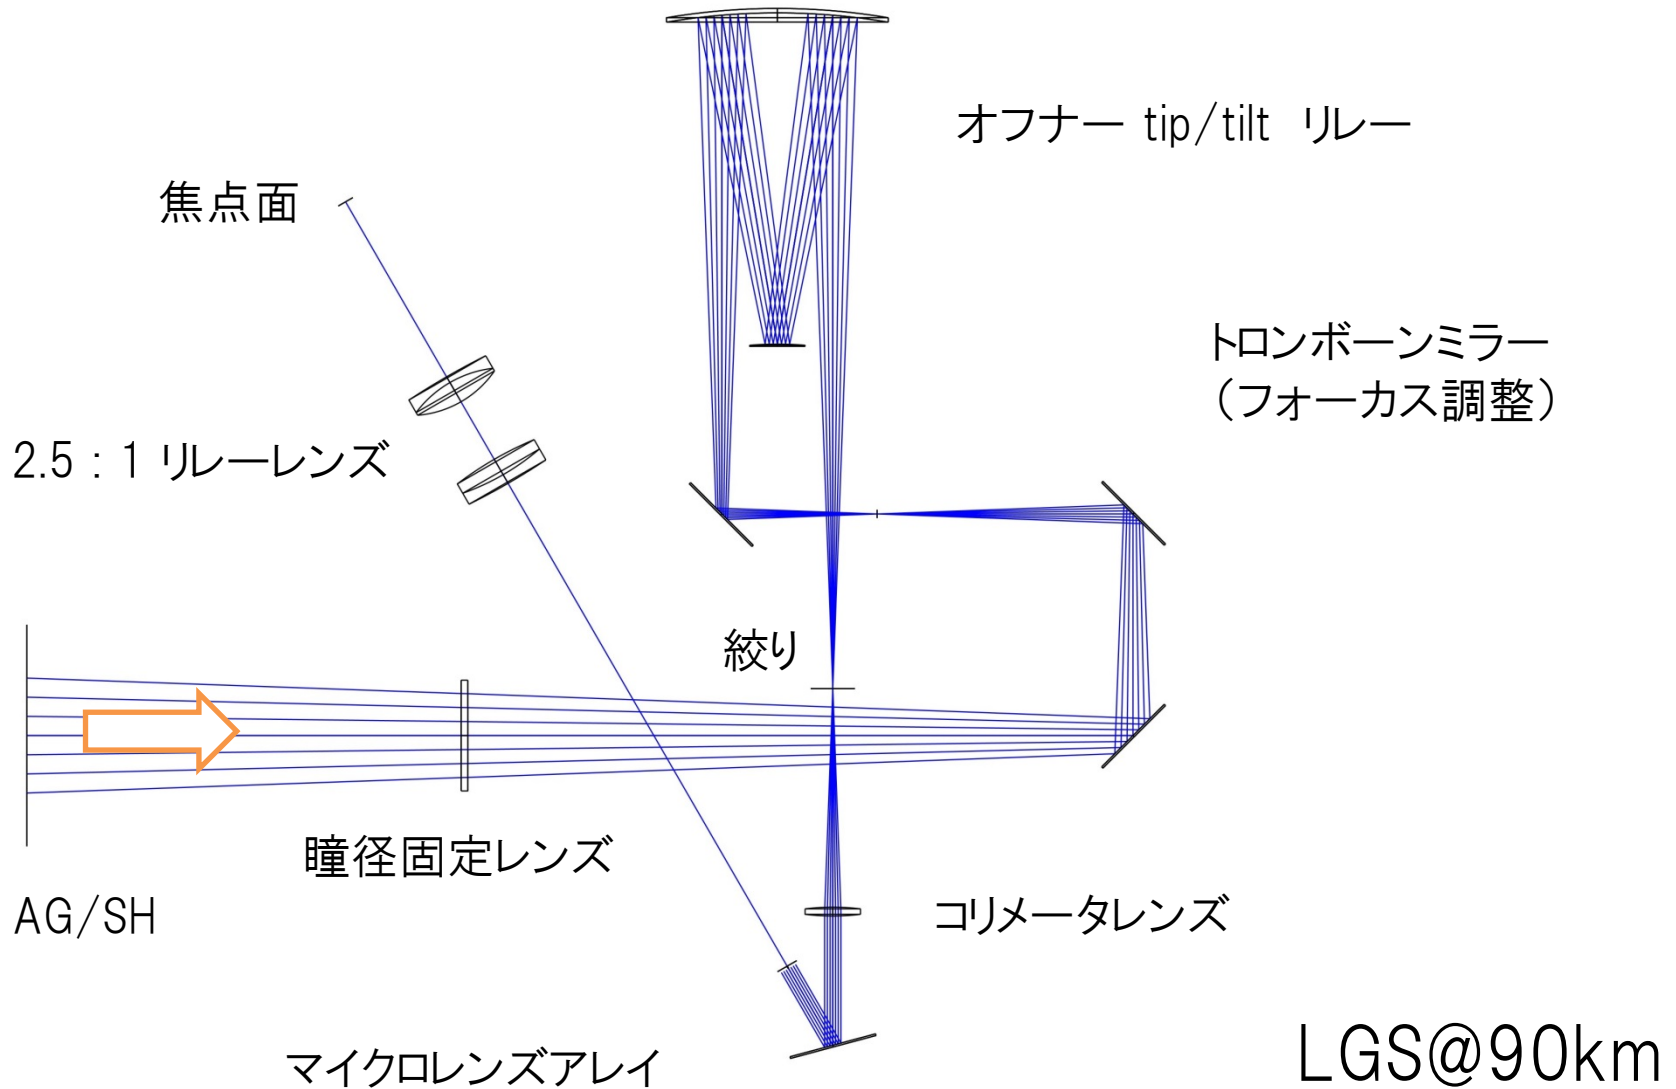 オフナー tip/tilt リレー
焦点面
トロンボーンミラー
（フォーカス調整）
2.5 : 1 リレーレンズ
絞り
瞳径固定レンズ
AG/SH
コリメータレンズ
マイクロレンズアレイ
LGS@90km